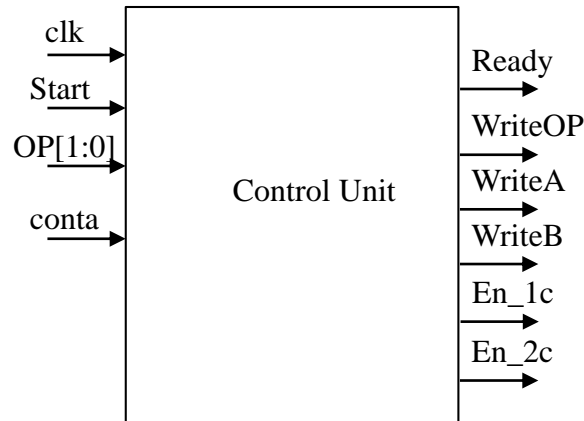 clk
Start
OP[1:0]
conta
Control Unit
Ready
WriteOP
WriteA
WriteB
En_1c
En_2c